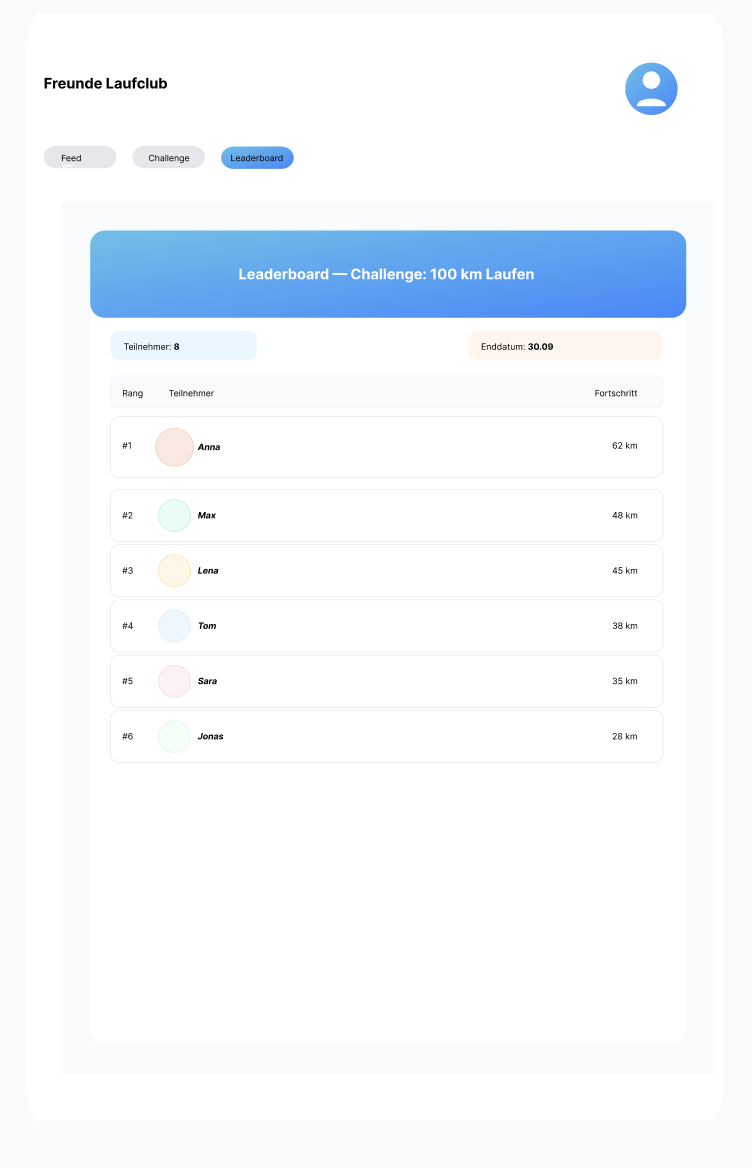 Freunde Laufclub
Feed Challenge Leaderboard
Leaderboard — Challenge: 100 km Laufen
Teilnehmer: 8 Enddatum: 30.09
Rang Teilnehmer Fortschritt
#1 Anna 62 km
#2 Max 48 km
#3 Lena 45 km
#4 Tom 38 km
#5 Sara 35 km
#6 Jonas 28 km